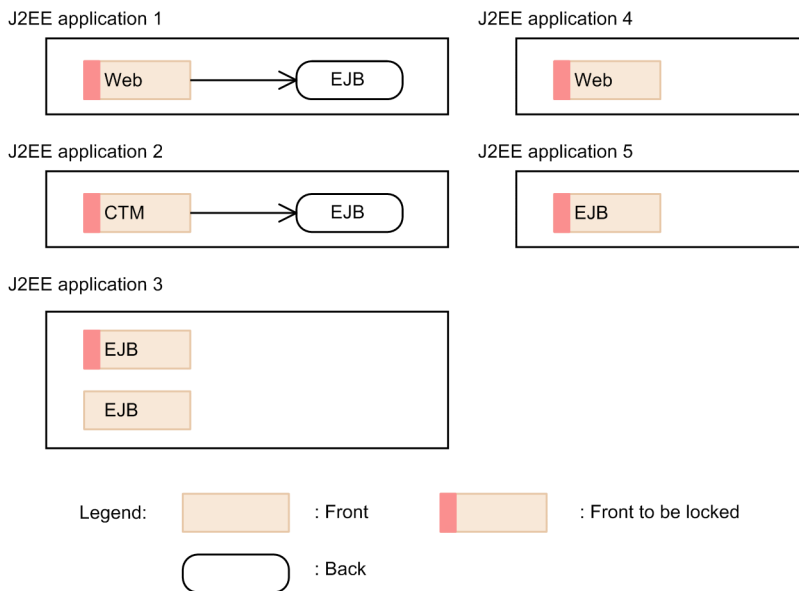 J2EE application 1
Web
EJB
J2EE application 2
CTM
EJB
J2EE application 3
EJB
EJB
J2EE application 4
Web
J2EE application 5
EJB
Legend:
: Front
: Front to be locked
: Back